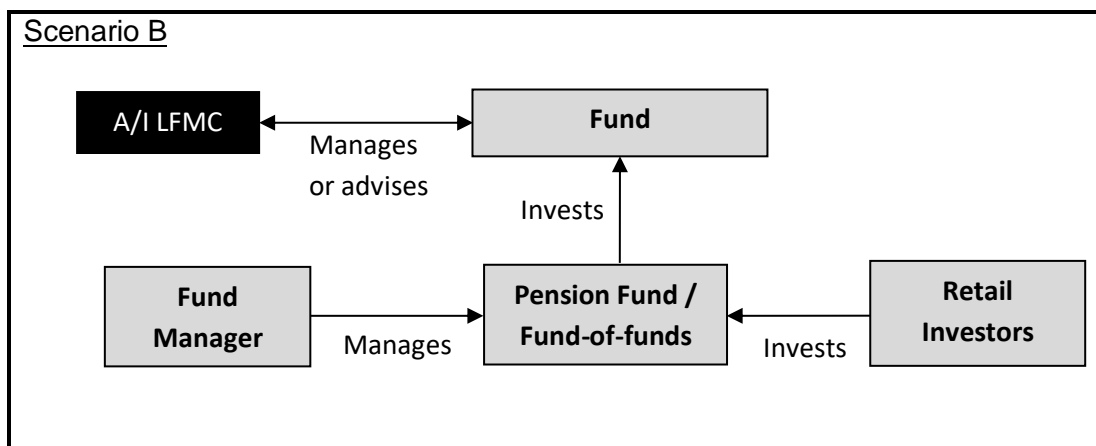 Scenario B
A/I LFMC
Fund
Manages
or advises
Invests
Fund
Manager
Manages
Pension Fund /
Fund-of-funds
Invests
Retail
Investors